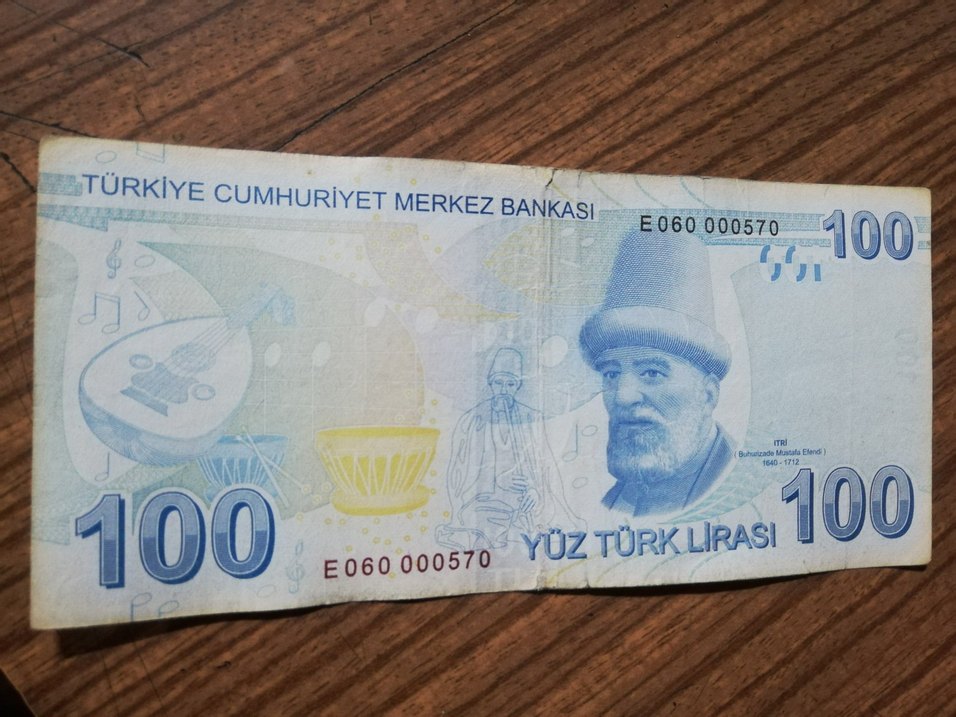 TÜRKİYE CUMHURİYET MERKEZ BANKASI
E060 000570
100
ITRİ
( Buhurizade Mustafa Efendi )
1640 - 1712
100
100
YÜZ TÜRK LİRASI
E060 000570